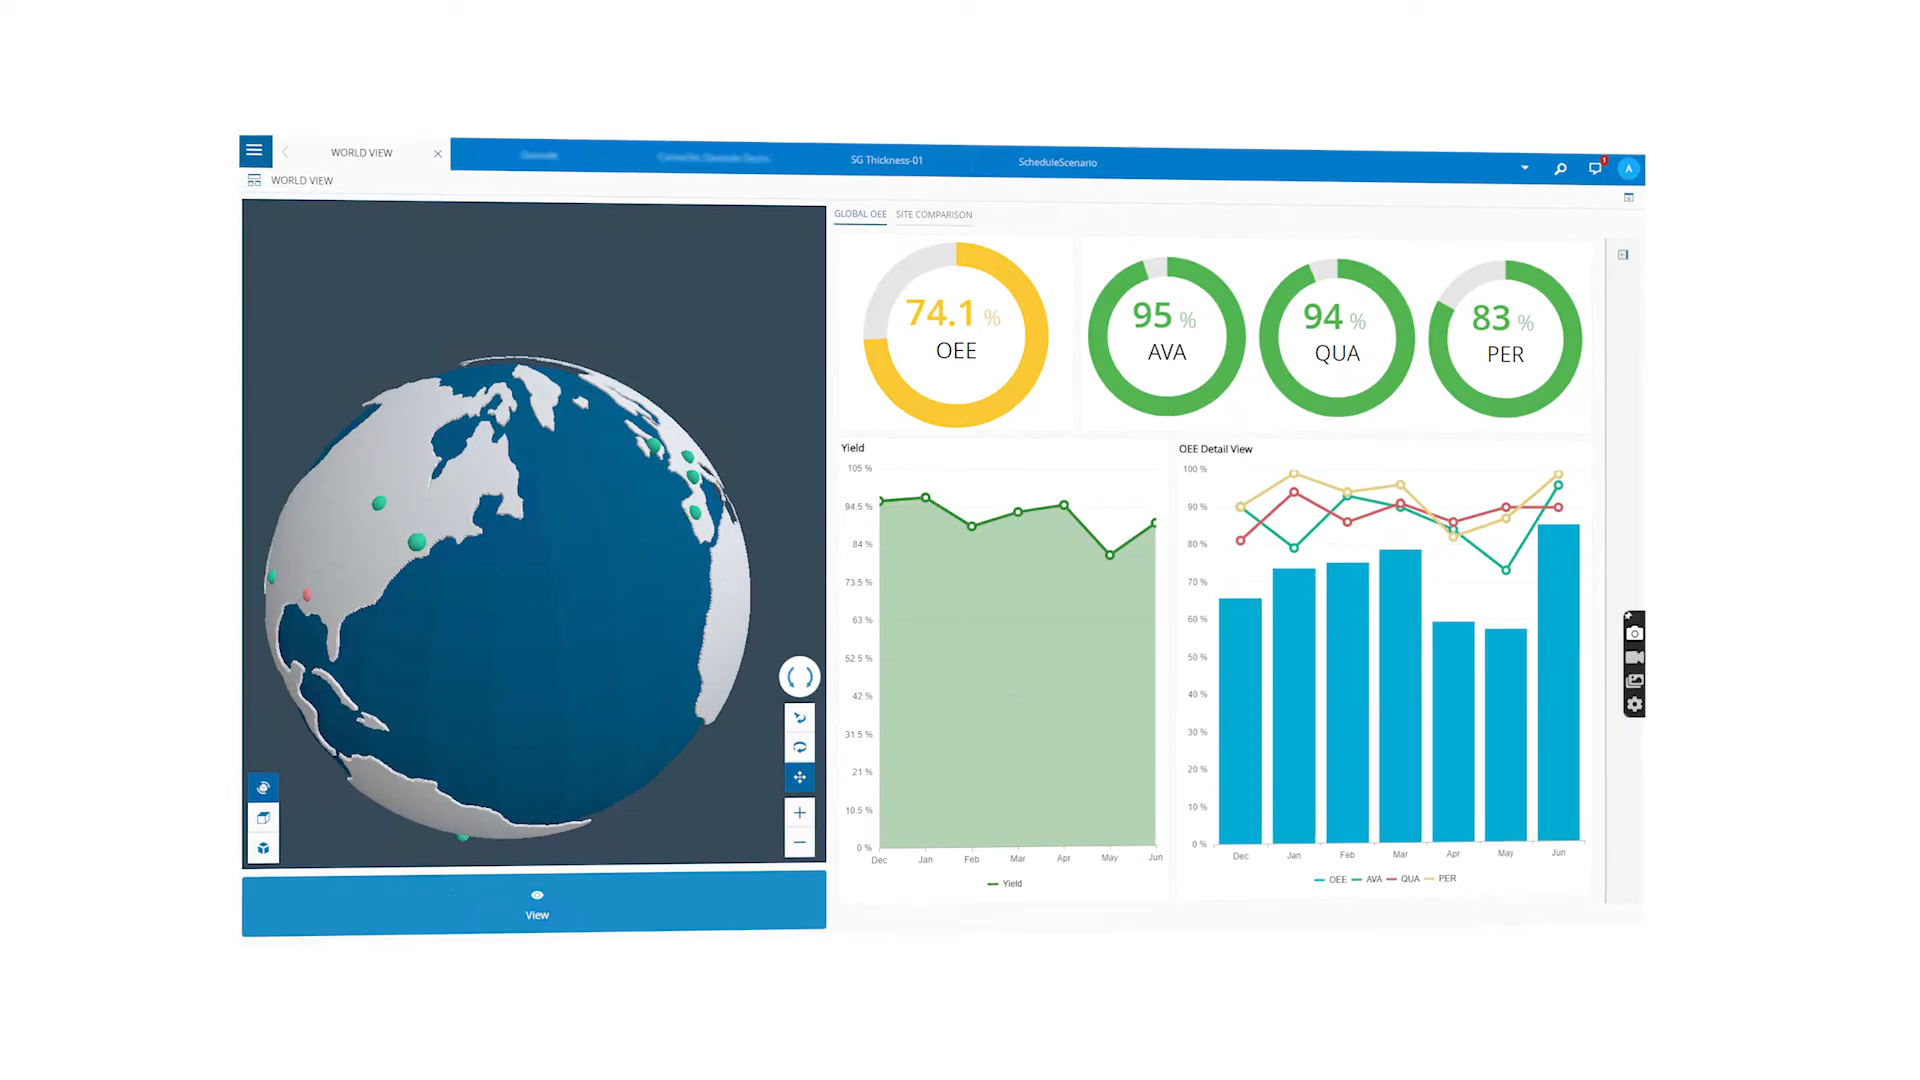 WORLD VIEW
SG Thickness-01
ScheduleScenario
1
A
WORLD VIEW
GLOBAL OEE SITE COMPARISON
74.1 %
OEE
95 %
AVA
94 %
QUA
83 %
PER
Yield
105 %
94.5 %
84 %
73.5 %
63 %
52.5 %
42 %
31.5 %
21 %
10.5 %
0 %
Dec Jan Feb Mar Apr May Jun
Yield
OEE Detail View
100 %
90 %
80 %
70 %
60 %
50 %
40 %
30 %
20 %
10 %
0 %
Dec Jan Feb Mar Apr May Jun
OEE AVA QUA PER
View